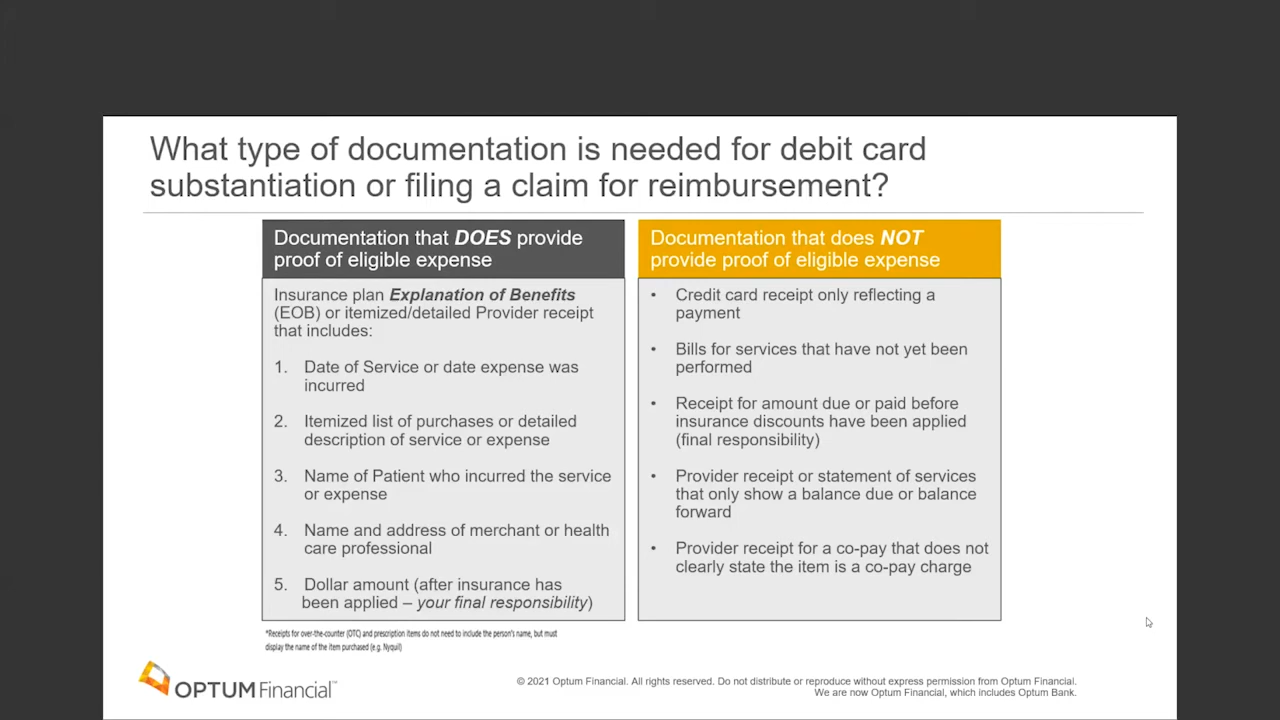 What type of documentation is needed for debit card
substantiation or filing a claim for reimbursement?
Documentation that DOES provide
proof of eligible expense
Insurance plan Explanation of Benefits
(EOB) or itemized/detailed Provider receipt
that includes:
1. Date of Service or date expense was
incurred
2. Itemized list of purchases or detailed
description of service or expense
3. Name of Patient who incurred the service
or expense
4. Name and address of merchant or health
care professional
5. Dollar amount (after insurance has
been applied – your final responsibility)
Documentation that does NOT
provide proof of eligible expense
• Credit card receipt only reflecting a
payment
• Bills for services that have not yet been
performed
• Receipt for amount due or paid before
insurance discounts have been applied
(final responsibility)
• Provider receipt or statement of services
that only show a balance due or balance
forward
• Provider receipt for a co-pay that does not
clearly state the item is a co-pay charge
*Receipts for over-the-counter (OTC) and prescription items do not need to include the person's name, but must
display the name of the item purchased (e.g. Nyquil)
OPTUM Financial™
© 2021 Optum Financial. All rights reserved. Do not distribute or reproduce without express permission from Optum Financial.
We are now Optum Financial, which includes Optum Bank.